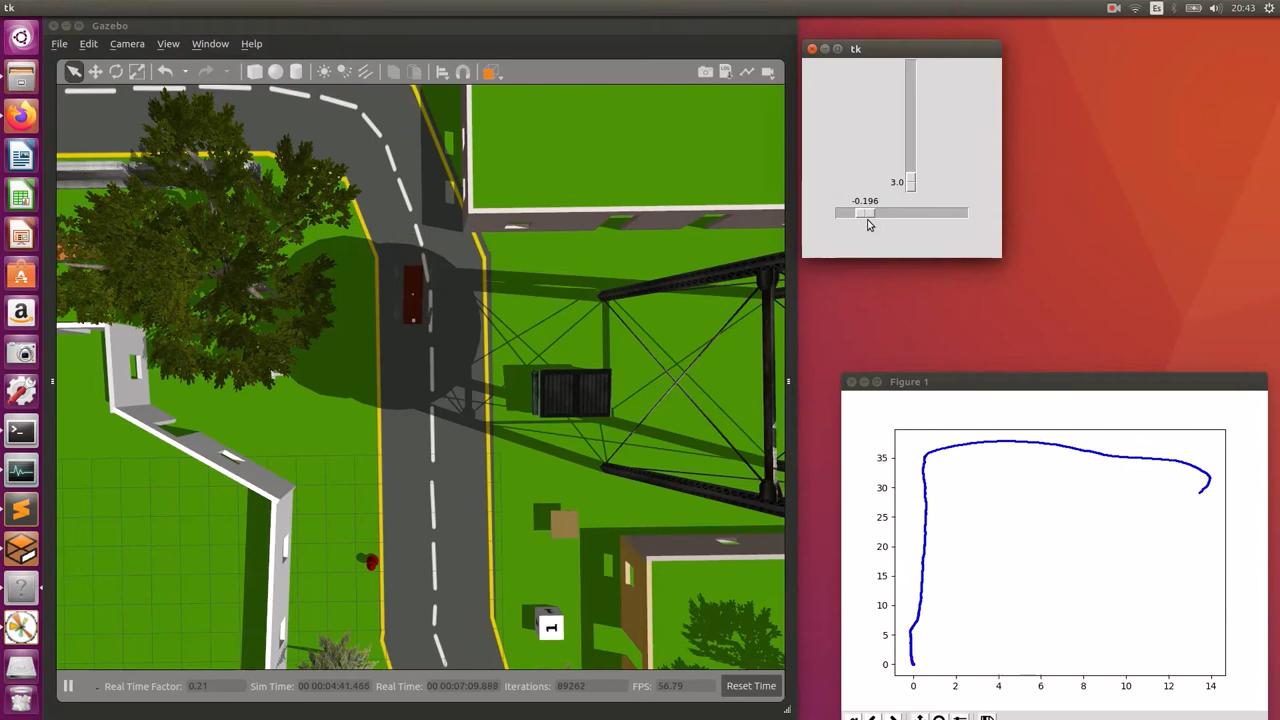 tk
Es
20:43
Gazebo
File Edit Camera View Window Help
Real Time Factor: 0.21 Sim Time: 00 00:04:41.466 Real Time: 00 00:07:09.888 Iterations: 89262 FPS: 56.79 Reset Time
1
tk
3.0
-0.196
Figure 1
35
30
25
20
15
10
5
0
0 2 4 6 8 10 12 14